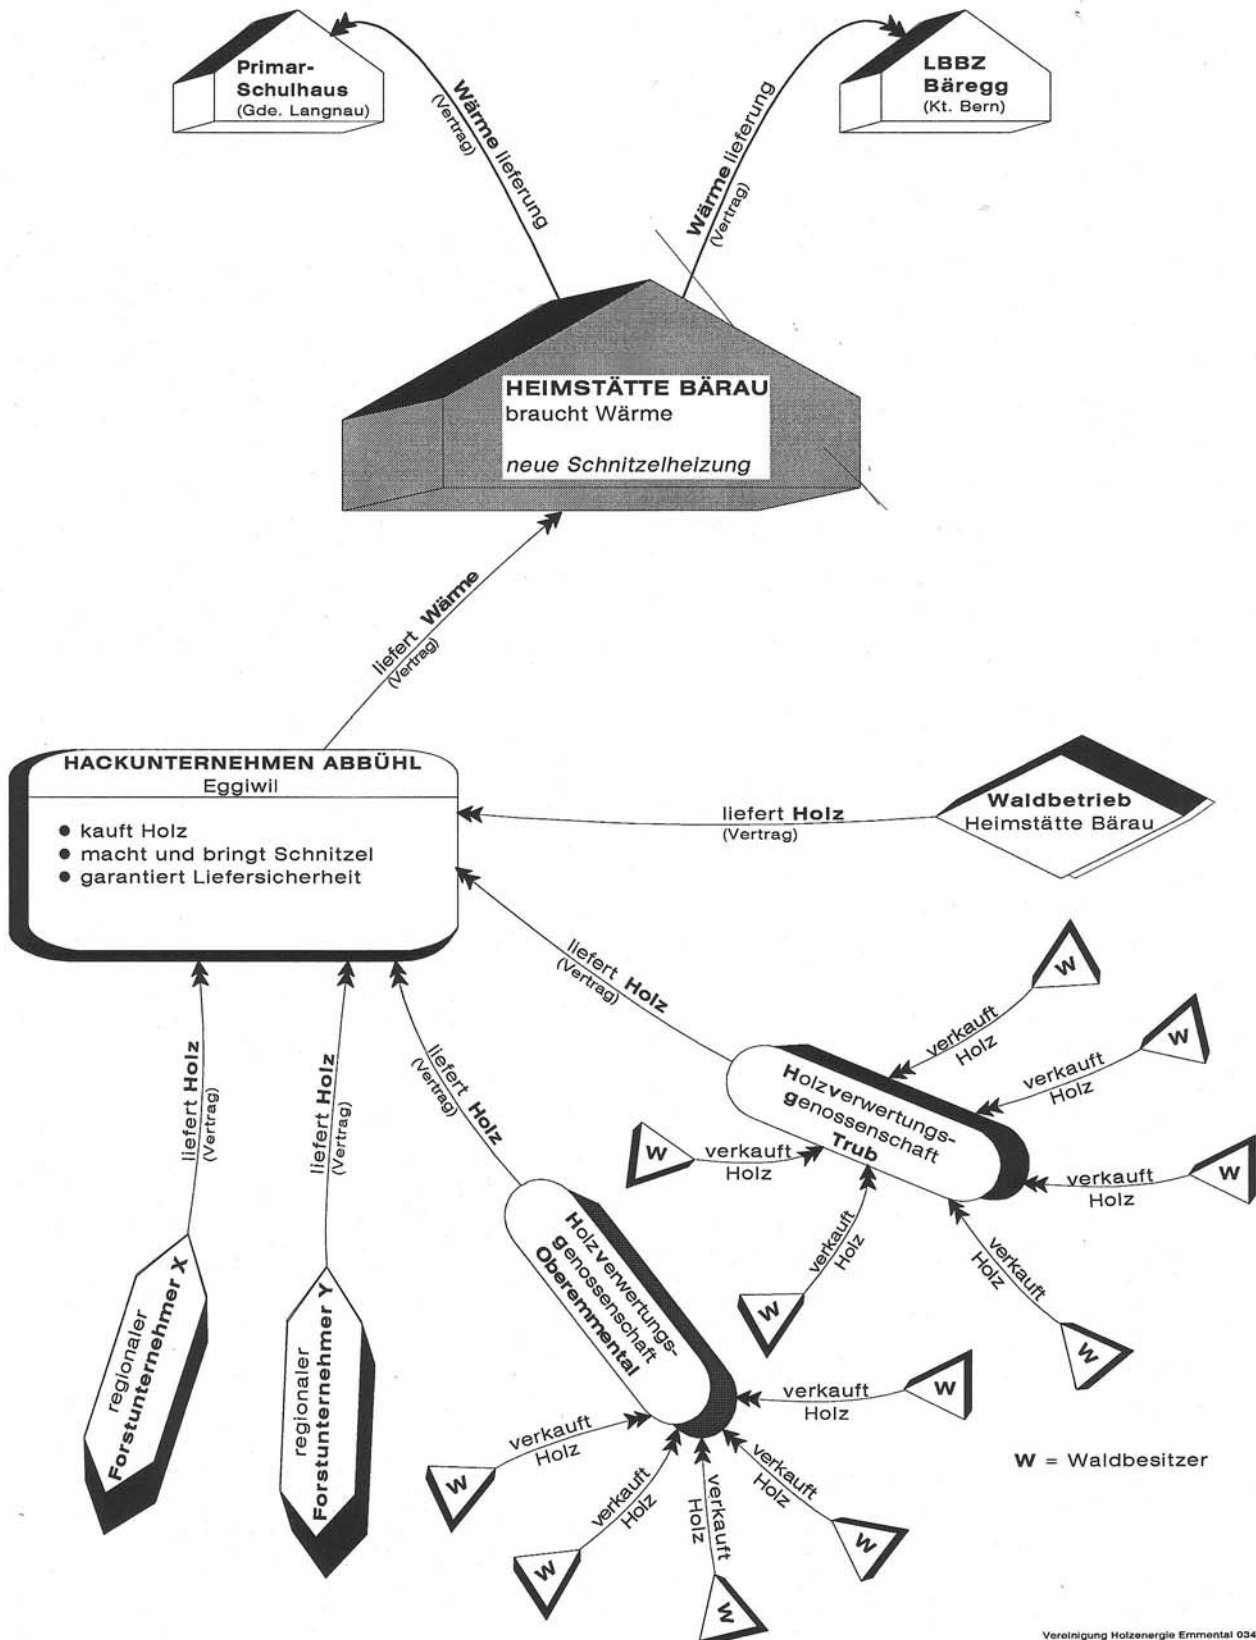 Primar-
Schulhaus
(Gde. Langnau)
LBBZ
Bäregg
(Kt. Bern)
Wärme lieferung
(Vertrag)
Wärme lieferung
(Vertrag)
HEIMSTÄTTE BÄRAU
braucht Wärme
neue Schnitzelheizung
liefert Wärme
(Vertrag)
HACKUNTERNEHMEN ABBÜHL
Eggiwil
● kauft Holz
● macht und bringt Schnitzel
● garantiert Liefersicherheit
liefert Holz
(Vertrag)
Waldbetrieb
Heimstätte Bärau
liefert Holz
(Vertrag)
liefert Holz
(Vertrag)
liefert Holz
(Vertrag)
liefert Holz
(Vertrag)
W
verkauft
Holz
W
verkauft
Holz
Holzverwertungs-
genossenschaft
Trub
W
verkauft
Holz
verkauft
Holz
W
verkauft
Holz
W
verkauft
Holz
W
regionaler
Forstunternehmer X
regionaler
Forstunternehmer Y
Holzverwertungs-
genossenschaft
Oberemmental
verkauft
Holz
W
verkauft
Holz
W
verkauft
Holz
W
verkauft
Holz
W
verkauft
Holz
W
W = Waldbesitzer
Vereinigung Holzenergie Emmental 034